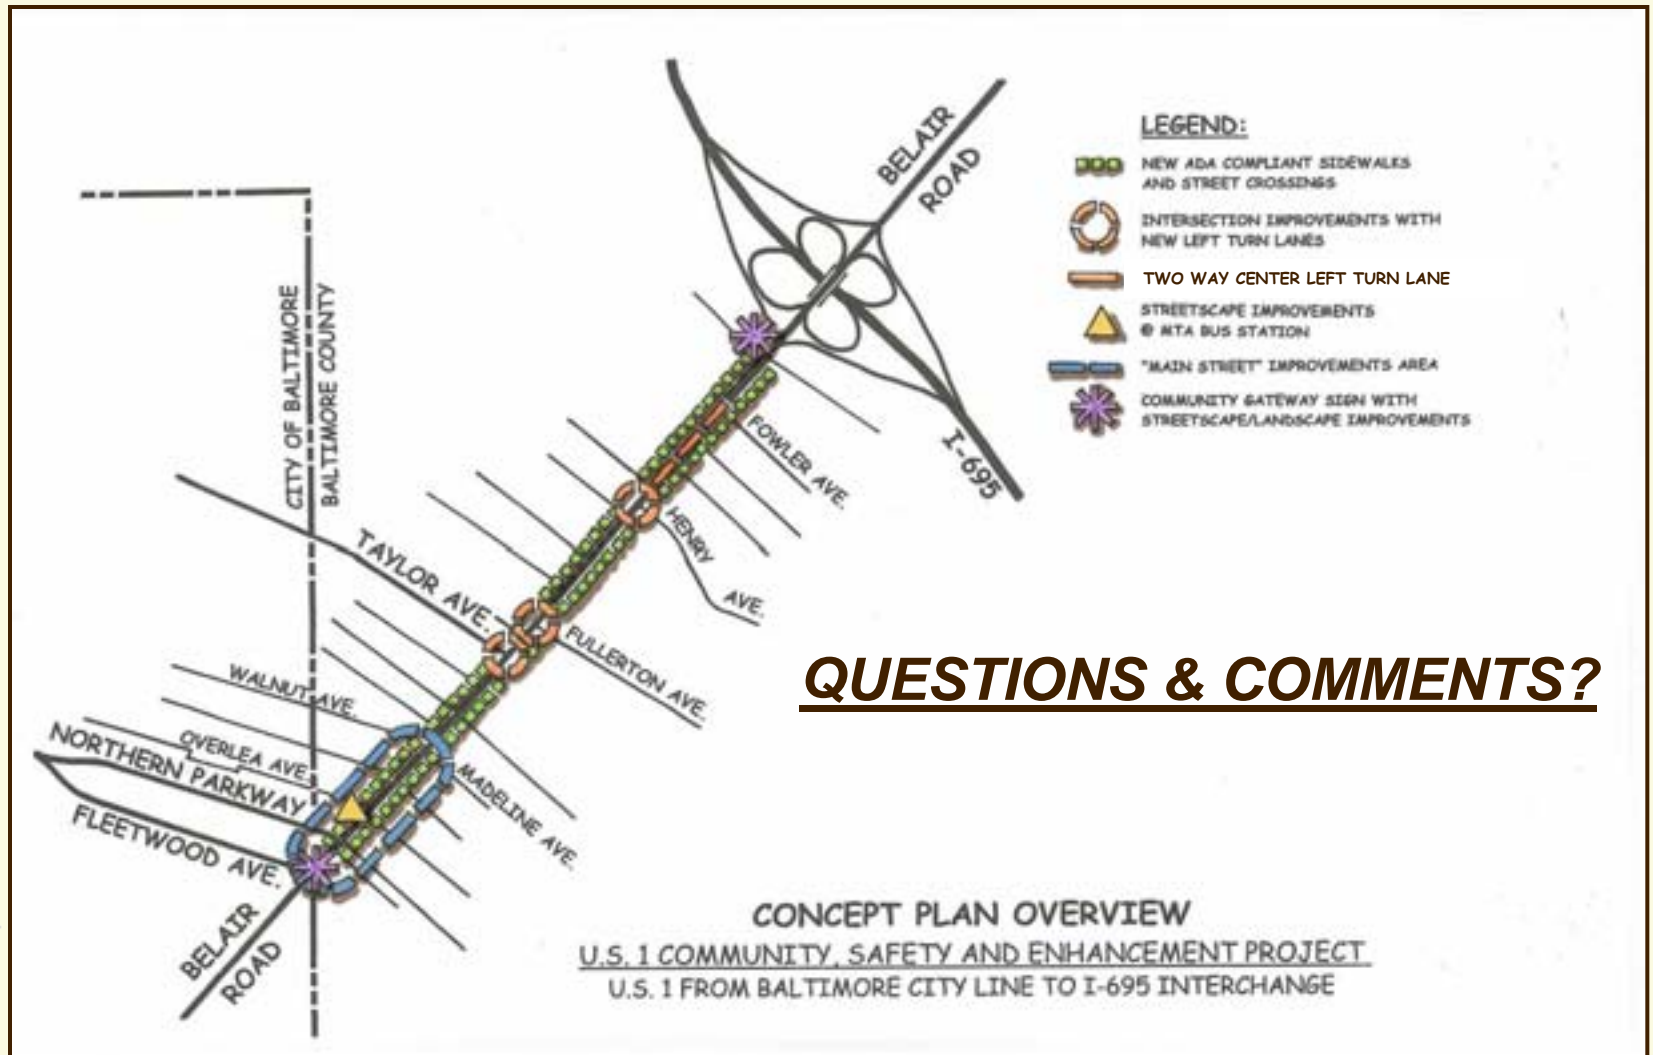 BELAIR
ROAD
LEGEND:
NEW ADA COMPLIANT SIDEWALKS
AND STREET CROSSINGS
INTERSECTION IMPROVEMENTS WITH
NEW LEFT TURN LANES
TWO WAY CENTER LEFT TURN LANE
STREETSCAPE IMPROVEMENTS
@ MTA BUS STATION
"MAIN STREET" IMPROVEMENTS AREA
COMMUNITY GATEWAY SIGN WITH
STREETSCAPE/LANDSCAPE IMPROVEMENTS
CITY OF BALTIMORE
BALTIMORE COUNTY
I-695
FOWLER AVE.
HENRY
AVE.
TAYLOR AVE.
FULLERTON AVE.
WALNUT AVE.
OVERLEA AVE.
NORTHERN PARKWAY
MADELINE AVE.
FLEETWOOD AVE.
BELAIR
ROAD
QUESTIONS & COMMENTS?
CONCEPT PLAN OVERVIEW
U.S. 1 COMMUNITY, SAFETY AND ENHANCEMENT PROJECT
U.S. 1 FROM BALTIMORE CITY LINE TO I-695 INTERCHANGE